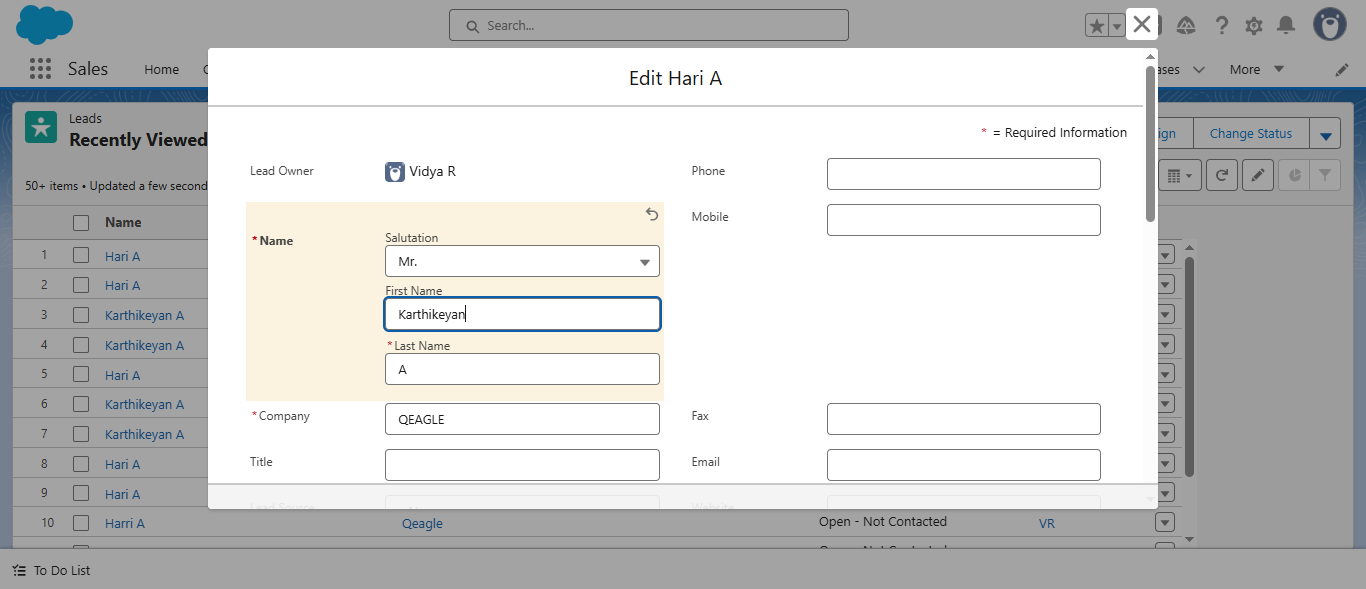 Search...
Sales
Home
ases
More
Edit Hari A
Leads
Recently Viewed
ign
Change Status
50+ items • Updated a few second
* = Required Information
Lead Owner
Vidya R
Phone
Mobile
* Name
Salutation
Mr.
First Name
Karthikeyan
* Last Name
A
* Company
QEAGLE
Fax
Title
Email
Lead Source
Website
Name
1 Hari A
2 Hari A
3 Karthikeyan A
4 Karthikeyan A
5 Hari A
6 Karthikeyan A
7 Karthikeyan A
8 Hari A
9 Hari A
10 Harri A Qeagle Open - Not Contacted VR
To Do List